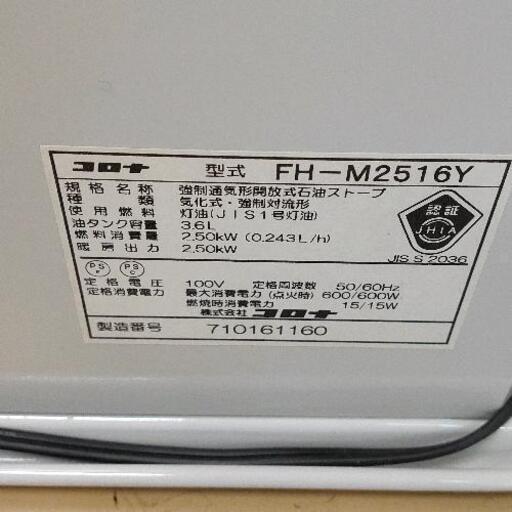 コロナ 型式 FH-M2516Y
規格名称 強制通気形開放式石油ストーブ
種類 気化式・強制対流形
使用燃料 灯油(JIS1号灯油)
油タンク容量 3.6L
燃料消費量 2.50kW (0.243L/h)
暖房出力 2.50kW
認証
JHIA
JIS S 2036
PS PS
定格電圧 100V 定格周波数 50/60Hz
定格消費電力 最大消費電力(点火時) 600/600W
燃焼時消費電力 15/15W
株式会社 コロナ
製造番号 710161160